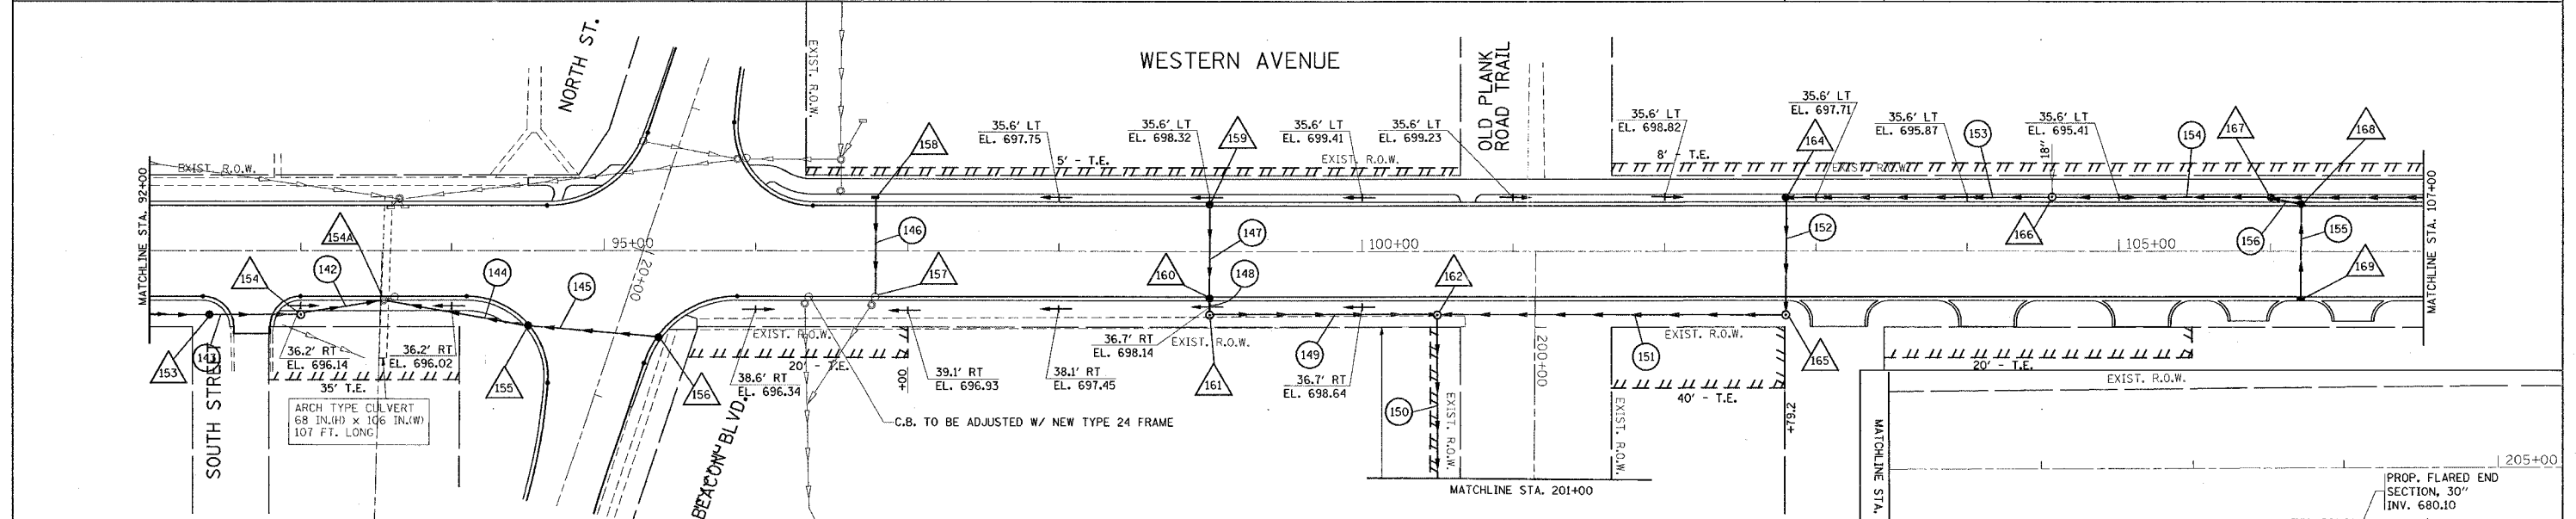 WESTERN AVENUE
NORTH ST.
EXIST. R.O.W.
OLD PLANK
ROAD TRAIL
35.6' LT
EL. 697.75
35.6' LT
EL. 698.32
35.6' LT
EL. 699.41
35.6' LT
EL. 699.23
35.6' LT
EL. 698.82
35.6' LT
EL. 697.71
35.6' LT
EL. 695.87
35.6' LT
EL. 695.41
158
159
164
153
18"
154
167
168
EXIST. R.O.W.
5' - T.E.
EXIST. R.O.W.
8' - T.E.
EXIST. R.O.W.
MATCHLINE STA. 92+00
MATCHLINE STA. 107+00
154A
95+00
146
147
100+00
152
166
105+00
156
155
154
142
144
145
20+00
157
160
148
162
169
153
143
36.2' RT
EL. 696.14
36.2' RT
EL. 696.02
35' T.E.
155
156
EXIST. R.O.W.
20' - T.E.
38.6' RT
EL. 696.34
+00
39.1' RT
EL. 696.93
38.1' RT
EL. 697.45
36.7' RT
EL. 698.14
EXIST. R.O.W.
161
149
36.7' RT
EL. 698.64
200+00
151
EXIST. R.O.W.
165
40' - T.E.
20' - T.E.
EXIST. R.O.W.
SOUTH STREET
ARCH TYPE CULVERT
68 IN.(H) x 106 IN.(W)
107 FT. LONG
BEACON BLVD.
C.B. TO BE ADJUSTED W/ NEW TYPE 24 FRAME
150
EXIST. R.O.W.
EXIST. R.O.W.
+79.2
MATCHLINE STA. 201+00
MATCHLINE STA.
205+00
PROP. FLARED END
SECTION, 30"
INV. 680.10